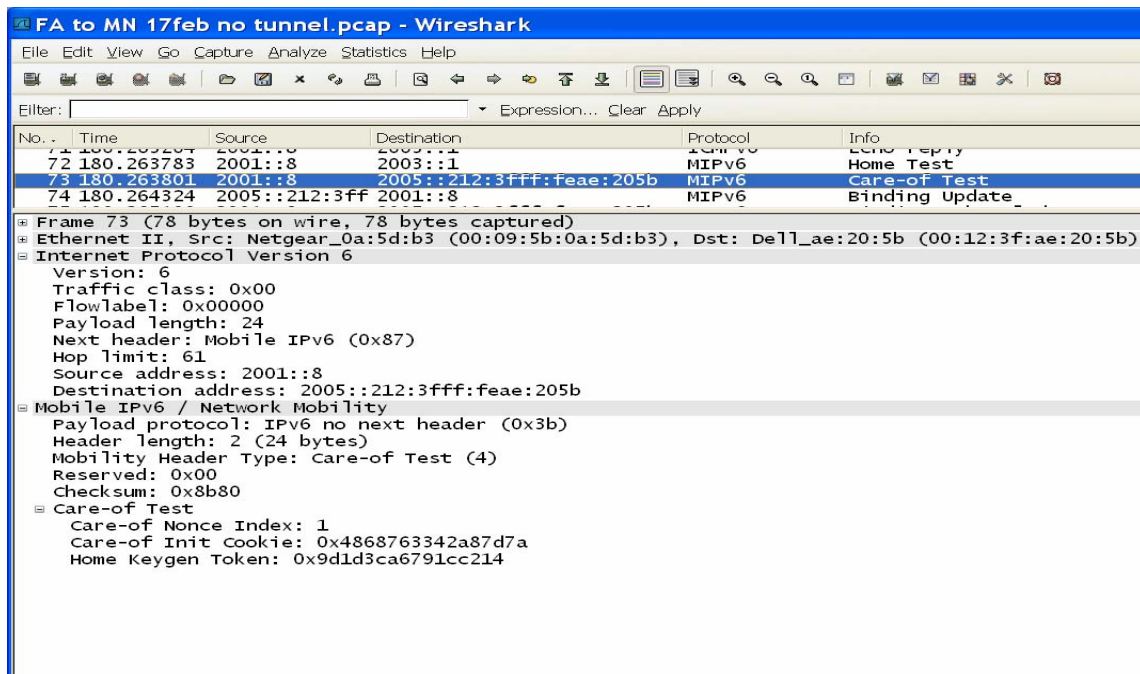 FA to MN 17feb no tunnel.pcap - Wireshark
File Edit View Go Capture Analyze Statistics Help
Filter: Expression... Clear Apply
No. . Time Source Destination Protocol Info
72 180.263783 2001::8 2003::1 MIPv6 Home Test
73 180.263801 2001::8 2005::212:3fff:feae:205b MIPv6 Care-of Test
74 180.264324 2005::212:3ff 2001::8 MIPv6 Binding Update
Frame 73 (78 bytes on wire, 78 bytes captured)
Ethernet II, Src: Netgear_0a:5d:b3 (00:09:5b:0a:5d:b3), Dst: Dell_ae:20:5b (00:12:3f:ae:20:5b)
Internet Protocol Version 6
Version: 6
Traffic class: 0x00
Flowlabel: 0x00000
Payload length: 24
Next header: Mobile IPv6 (0x87)
Hop limit: 61
Source address: 2001::8
Destination address: 2005::212:3fff:feae:205b
Mobile IPv6 / Network Mobility
Payload protocol: IPv6 no next header (0x3b)
Header length: 2 (24 bytes)
Mobility Header Type: Care-of Test (4)
Reserved: 0x00
Checksum: 0x8b80
Care-of Test
Care-of Nonce Index: 1
Care-of Init Cookie: 0x4868763342a87d7a
Home Keygen Token: 0x9d1d3ca6791cc214